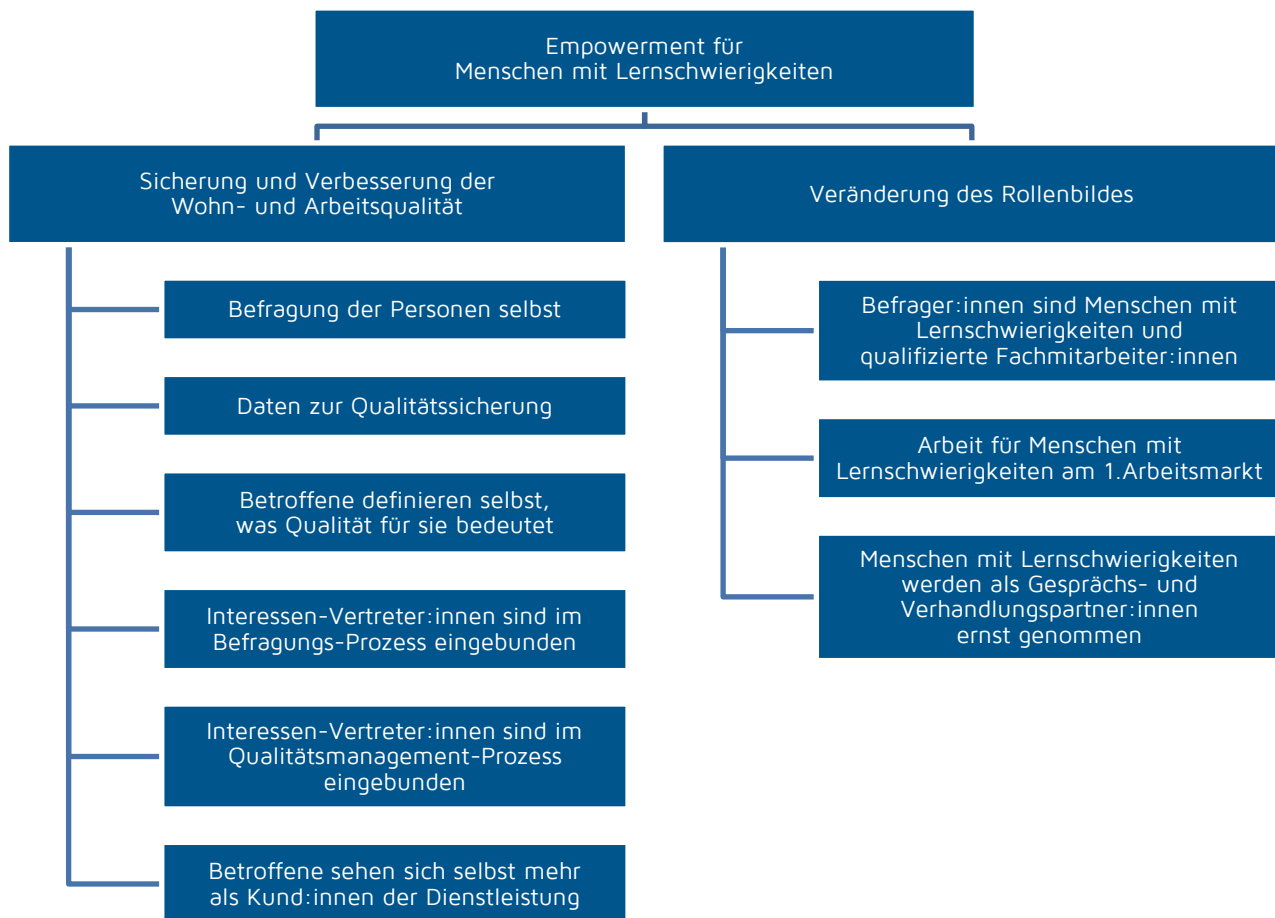 Empowerment für
Menschen mit Lernschwierigkeiten
Sicherung und Verbesserung der
Wohn- und Arbeitsqualität
Befragung der Personen selbst
Daten zur Qualitätssicherung
Betroffene definieren selbst,
was Qualität für sie bedeutet
Interessen-Vertreter:innen sind im
Befragungs-Prozess eingebunden
Interessen-Vertreter:innen sind im
Qualitätsmanagement-Prozess
eingebunden
Betroffene sehen sich selbst mehr
als Kund:innen der Dienstleistung
Veränderung des Rollenbildes
Befrager:innen sind Menschen mit
Lernschwierigkeiten und
qualifizierte Fachmitarbeiter:innen
Arbeit für Menschen mit
Lernschwierigkeiten am 1.Arbeitsmarkt
Menschen mit Lernschwierigkeiten
werden als Gesprächs- und
Verhandlungspartner:innen
ernst genommen